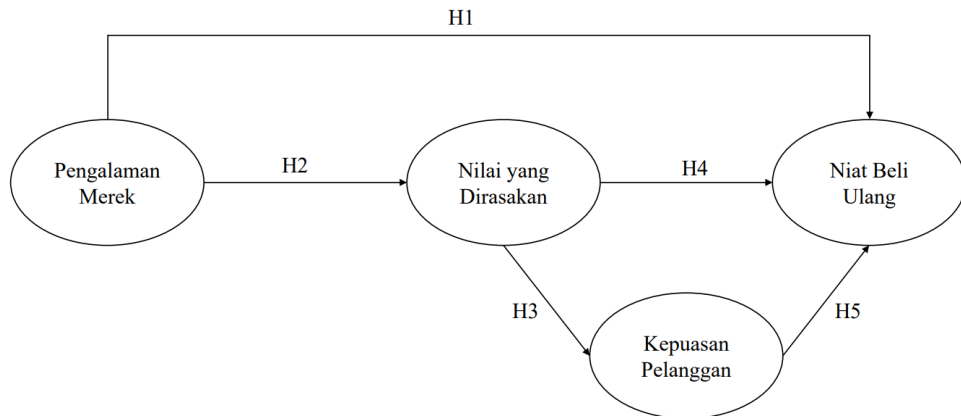 H1
Pengalaman
Merek
H2
Nilai yang
Dirasakan
H4
Niat Beli
Ulang
H3
H5
Kepuasan
Pelanggan